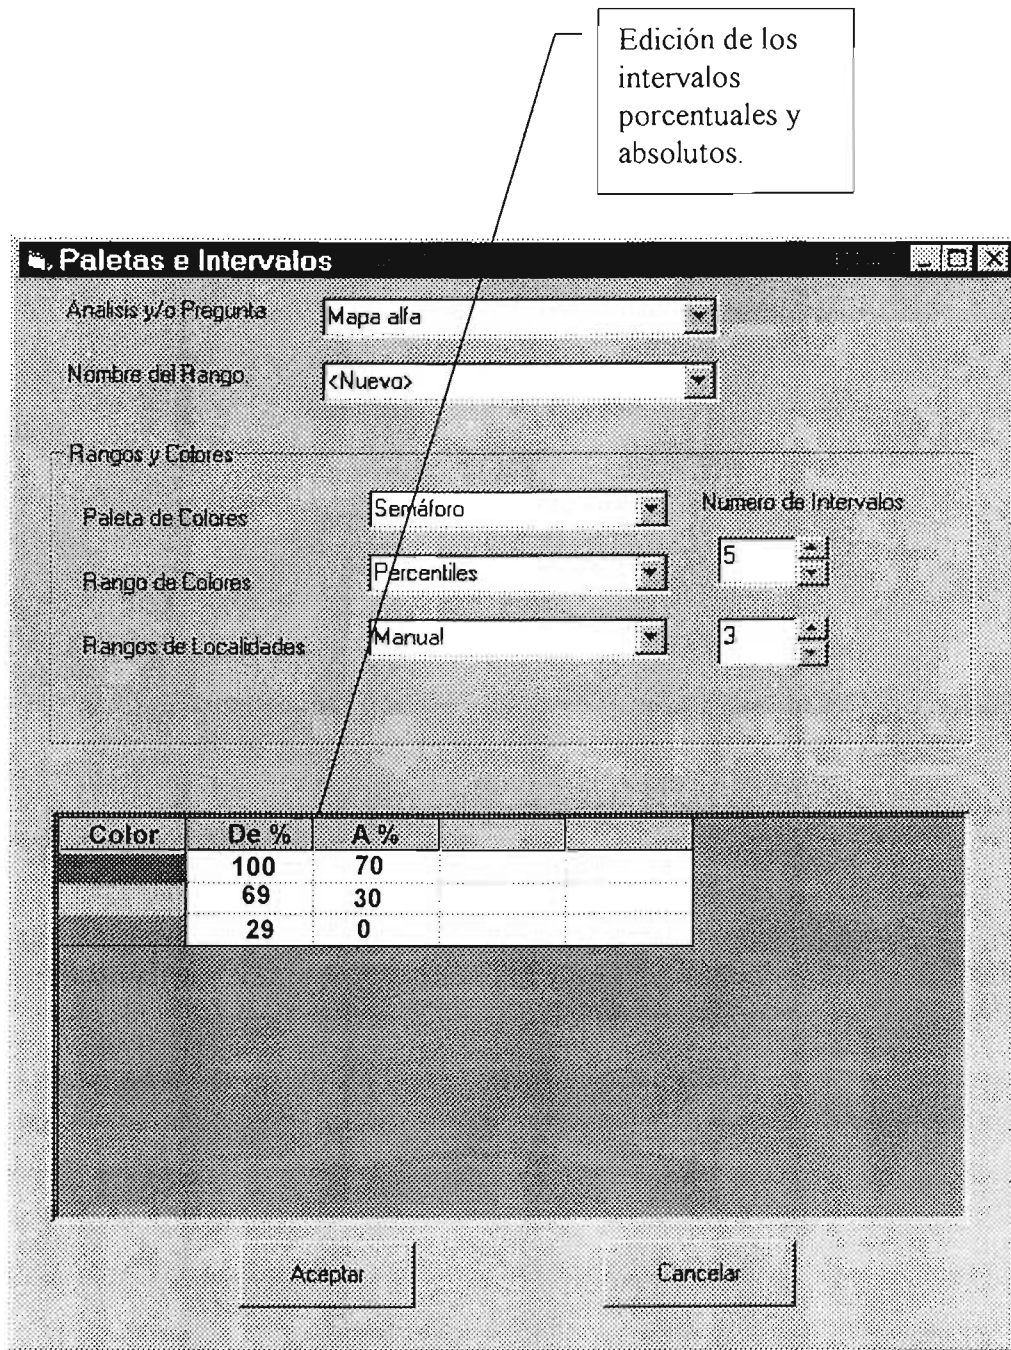 Edición de los
intervalos
porcentuales y
absolutos.
Paletas e Intervalos
Analisis y/o Pregunta
Mapa alfa
Nombre del Rango.
<Nuevo>
Rangos y Colores
Paleta de Colores
Semáforo
Numero de Intervalos
Rango de Colores
Percentiles
5
Rangos de Localidades
Manual
3
Color De % A %
100 70
69 30
29 0
Aceptar Cancelar